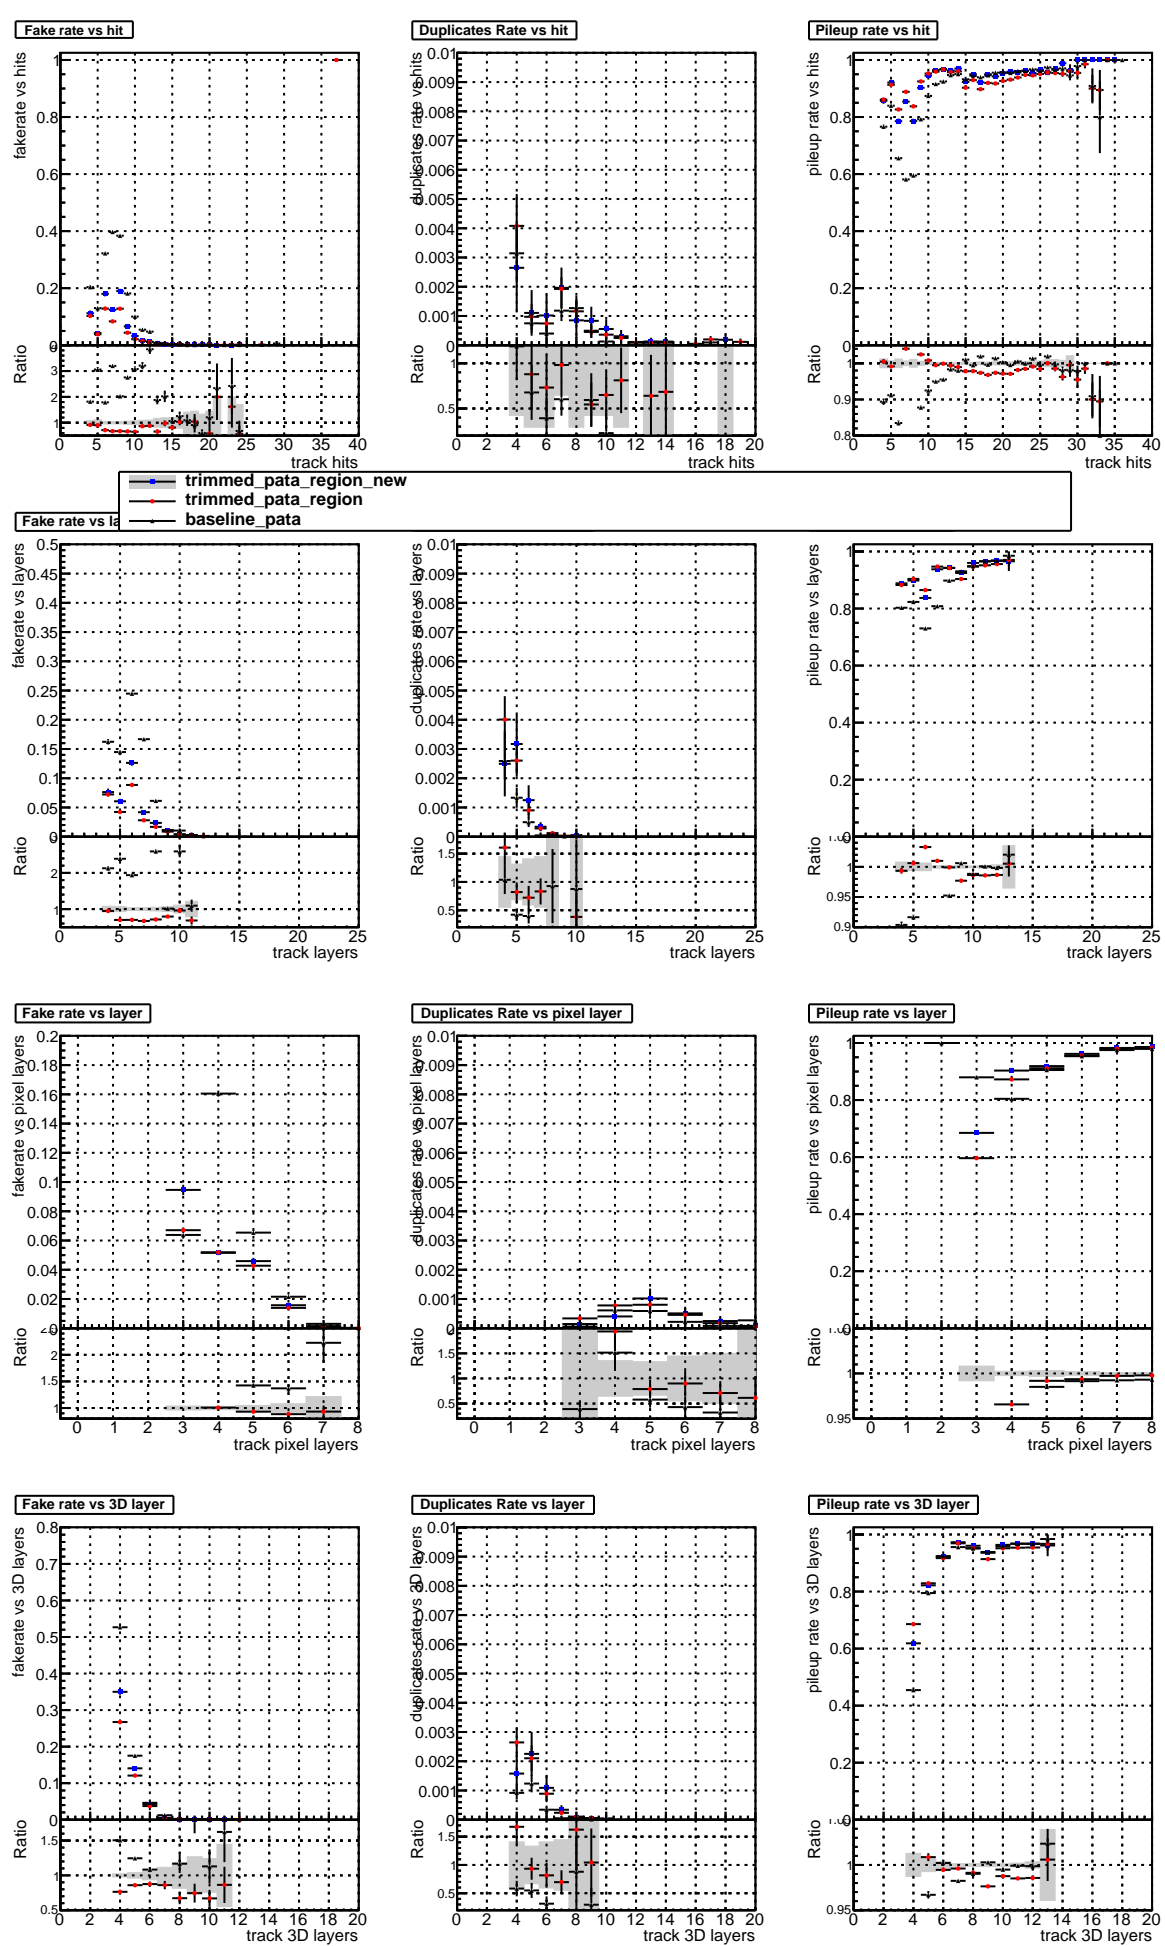 Fake rate vs hit
fakerate vs hits
1
0.8
0.6
0.4
0.2
0
Ratio
3
2
1
0 5 10 15 20 25 30 35 40
track hits
Duplicates Rate vs hit
duplicates rate vs hits
0.01
0.009
0.008
0.007
0.006
0.005
0.004
0.003
0.002
0.001
0
Ratio
1
0.5
0 2 4 6 8 10 12 14 16 18 20
track hits
Pileup rate vs hit
pileup rate vs hits
1
0.8
0.6
0.4
0.2
0
Ratio
1
0.9
0.8
0 5 10 15 20 25 30 35 40
track hits
trimmed_pata_region_new
trimmed_pata_region
baseline_pata
Fake rate vs la
fakerate vs layers
0.5
0.45
0.4
0.35
0.3
0.25
0.2
0.15
0.1
0.05
0
Ratio
2
1
0 5 10 15 20 25
track layers
duplicates rate vs layers
0.01
0.009
0.008
0.007
0.006
0.005
0.004
0.003
0.002
0.001
0
Ratio
1.5
1
0.5
0 5 10 15 20 25
track layers
pileup rate vs layers
1
0.8
0.6
0.4
0.2
0
Ratio
1
0.95
0.9
0 5 10 15 20 25
track layers
Fake rate vs layer
fakerate vs pixel layers
0.2
0.18
0.16
0.14
0.12
0.1
0.08
0.06
0.04
0.02
0
Ratio
2
1.5
1
0 1 2 3 4 5 6 7 8
track pixel layers
Duplicates Rate vs pixel layer
duplicates rate vs pixel layers
0.01
0.009
0.008
0.007
0.006
0.005
0.004
0.003
0.002
0.001
0
Ratio
1.5
1
0.5
0 1 2 3 4 5 6 7 8
track pixel layers
Pileup rate vs layer
pileup rate vs pixel layers
1
0.8
0.6
0.4
0.2
0
Ratio
1
0.95
0 1 2 3 4 5 6 7 8
track pixel layers
Fake rate vs 3D layer
fakerate vs 3D layers
0.8
0.7
0.6
0.5
0.4
0.3
0.2
0.1
0
Ratio
1.5
1
0.5
0 2 4 6 8 10 12 14 16 18 20
track 3D layers
Duplicates Rate vs layer
duplicates rate vs 3D layers
0.01
0.009
0.008
0.007
0.006
0.005
0.004
0.003
0.002
0.001
0
Ratio
1.5
1
0.5
0 2 4 6 8 10 12 14 16 18 20
track 3D layers
Pileup rate vs 3D layer
pileup rate vs 3D layers
1
0.8
0.6
0.4
0.2
0
Ratio
1
0.95
0 2 4 6 8 10 12 14 16 18 20
track 3D layers